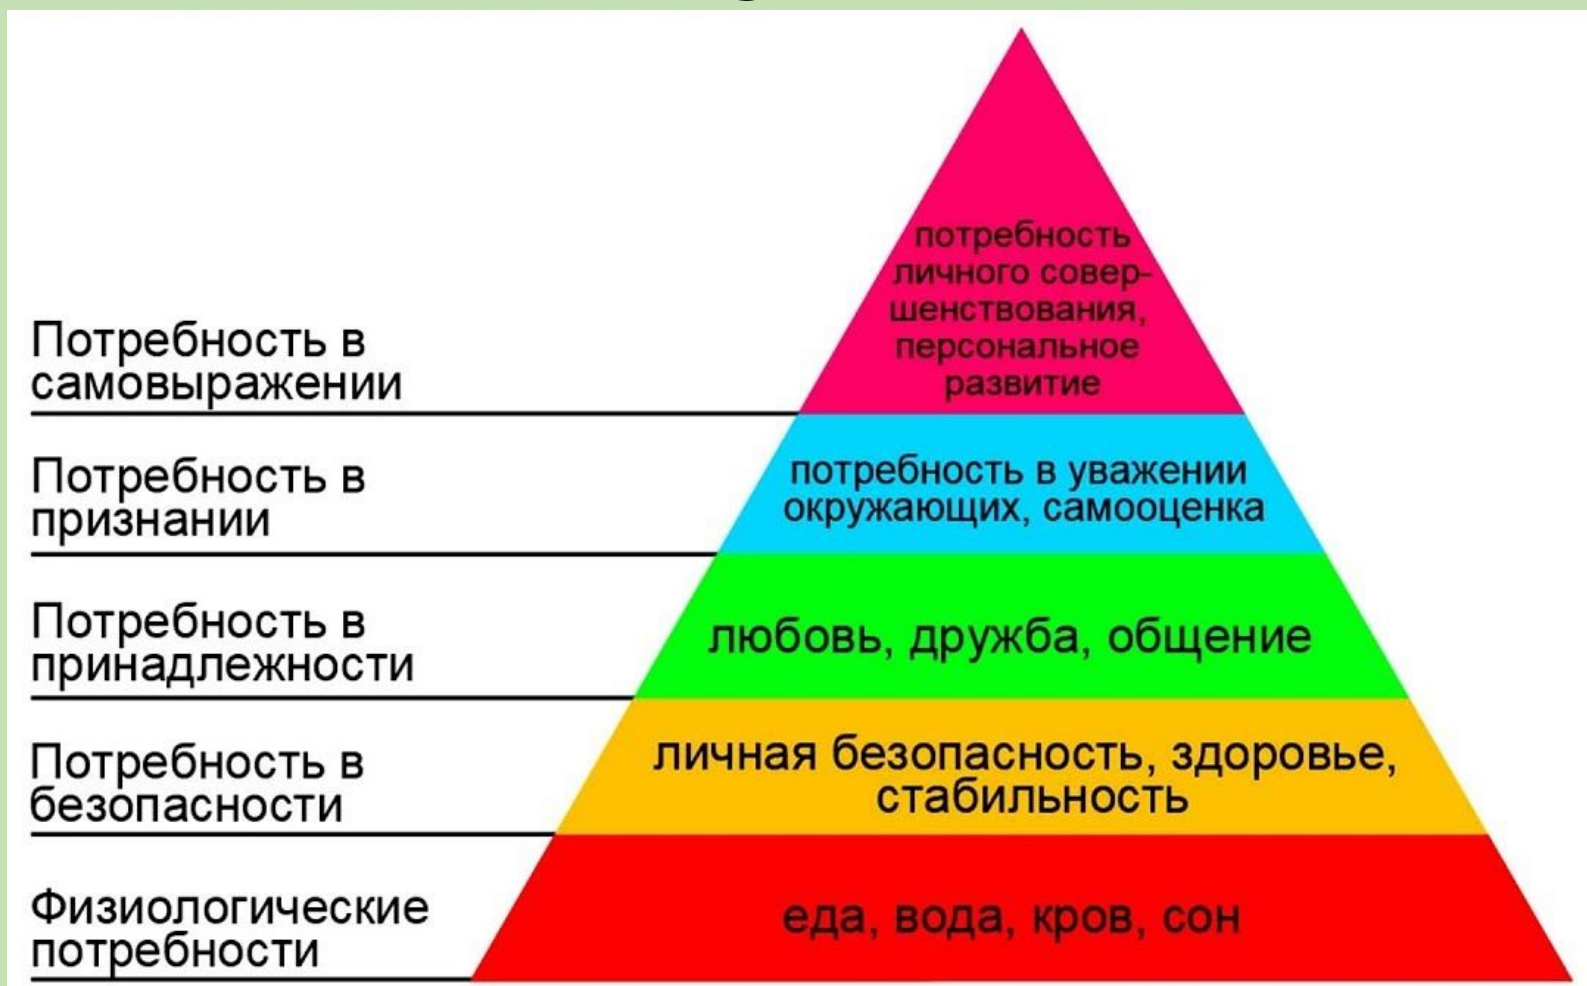 потребность
личного совер-
шенствования,
персональное
развитие
Потребность в
самовыражении
потребность в уважении
окружающих, самооценка
Потребность в
признании
любовь, дружба, общение
Потребность в
принадлежности
личная безопасность, здоровье,
стабильность
Потребность в
безопасности
еда, вода, кров, сон
Физиологические
потребности